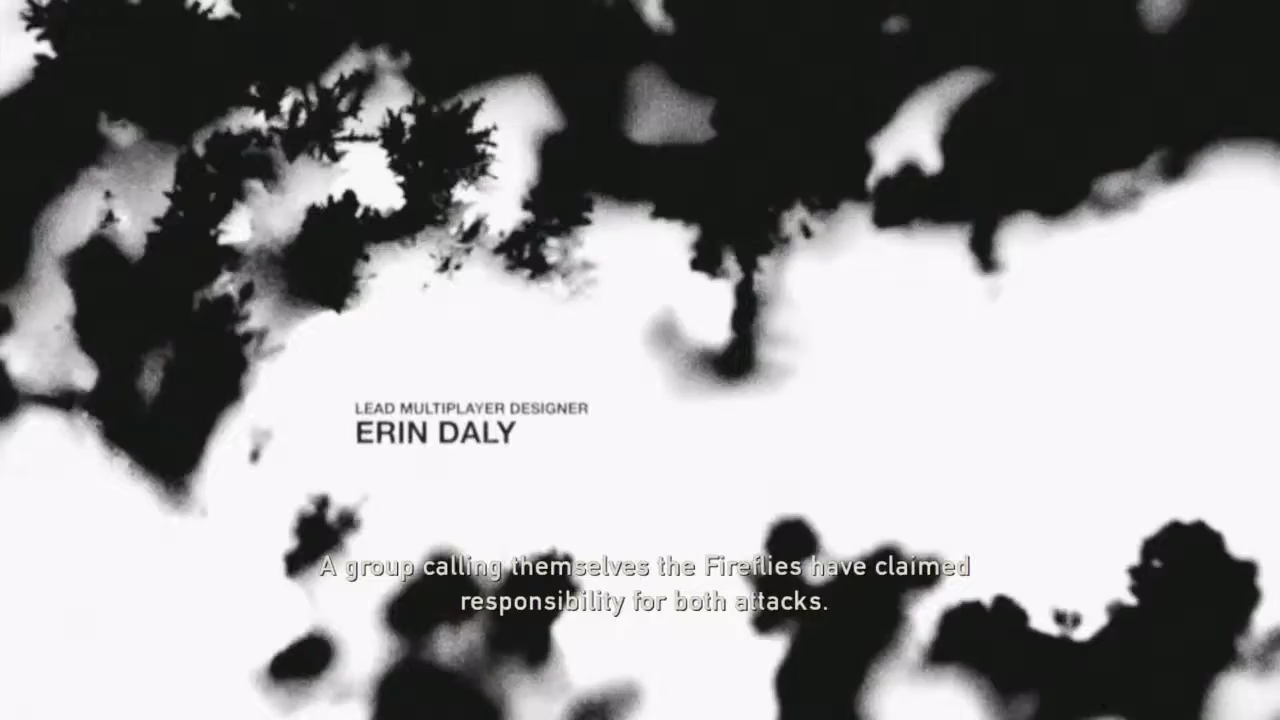 LEAD MULTIPLAYER DESIGNER
ERIN DALY
A group calling themselves the Fireflies have claimed
responsibility for both attacks.